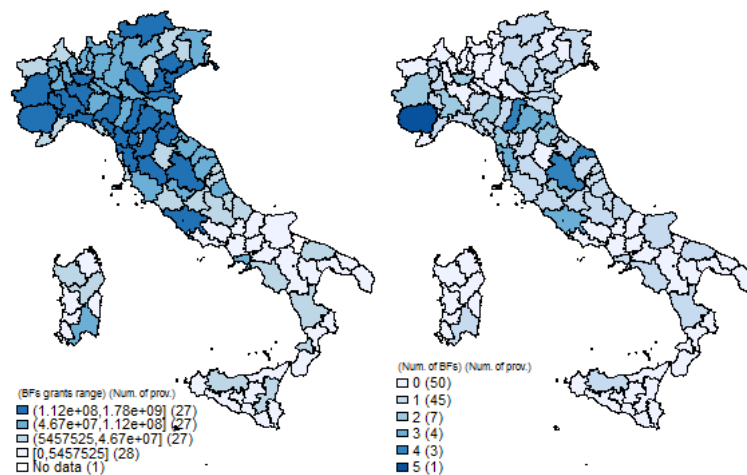 (BFs grants range) (Num. of prov.)
(1.12e+08,1.78e+09] (27)
(4.67e+07,1.12e+08] (27)
(5457525,4.67e+07] (27)
[0,5457525] (28)
No data (1)
(Num. of BFs) (Num. of prov.)
0 (50)
1 (45)
2 (7)
3 (4)
4 (3)
5 (1)